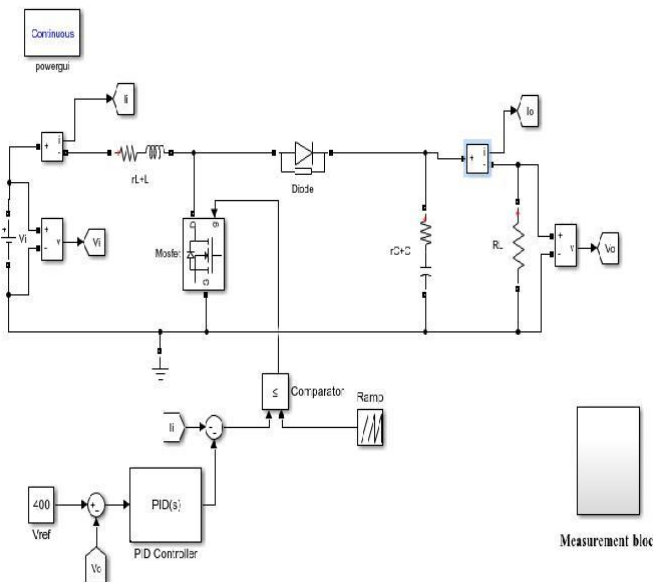 Continuous
powergui
Ii
Io
i
i
rL+L
Diode
Vi
v
Vi
Mosfet
D
g
S
rC+C
RL
v
Vo
≤
Comparator
Ramp
Ii
400
Vref
PID(s)
PID Controller
Vo
Measurement bloc